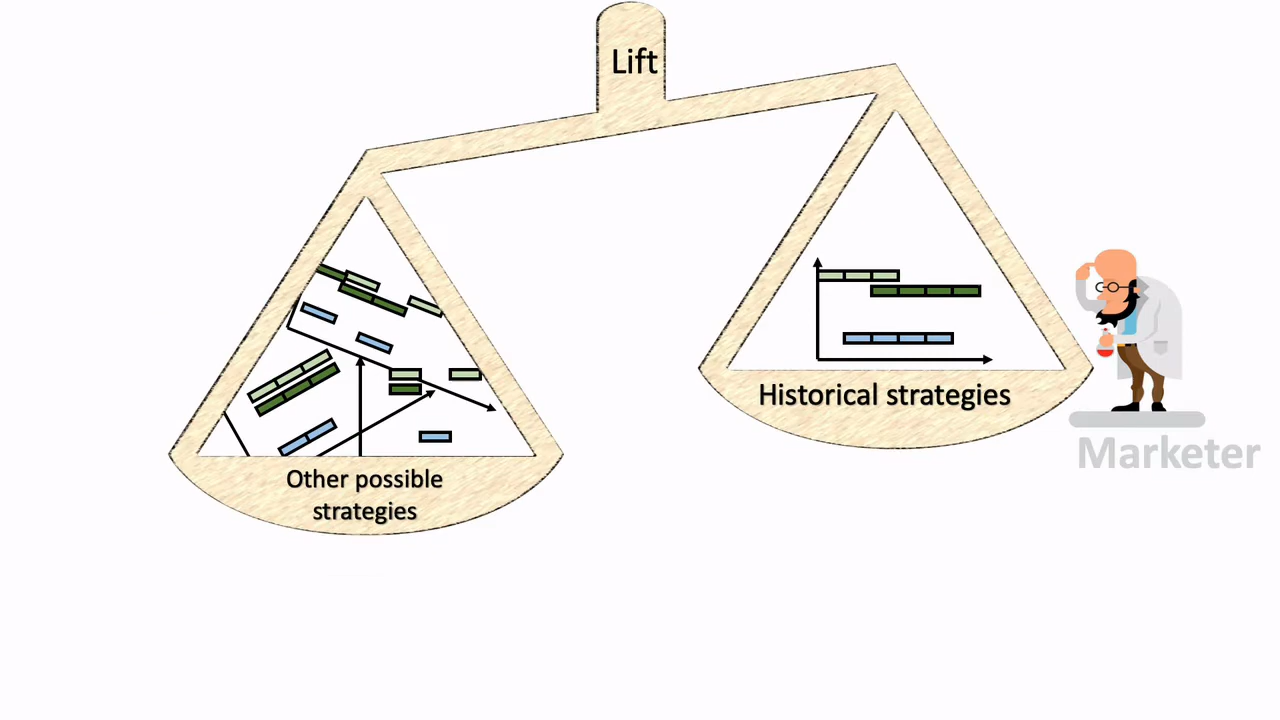 Lift
Historical strategies
Marketer
Other possible
strategies